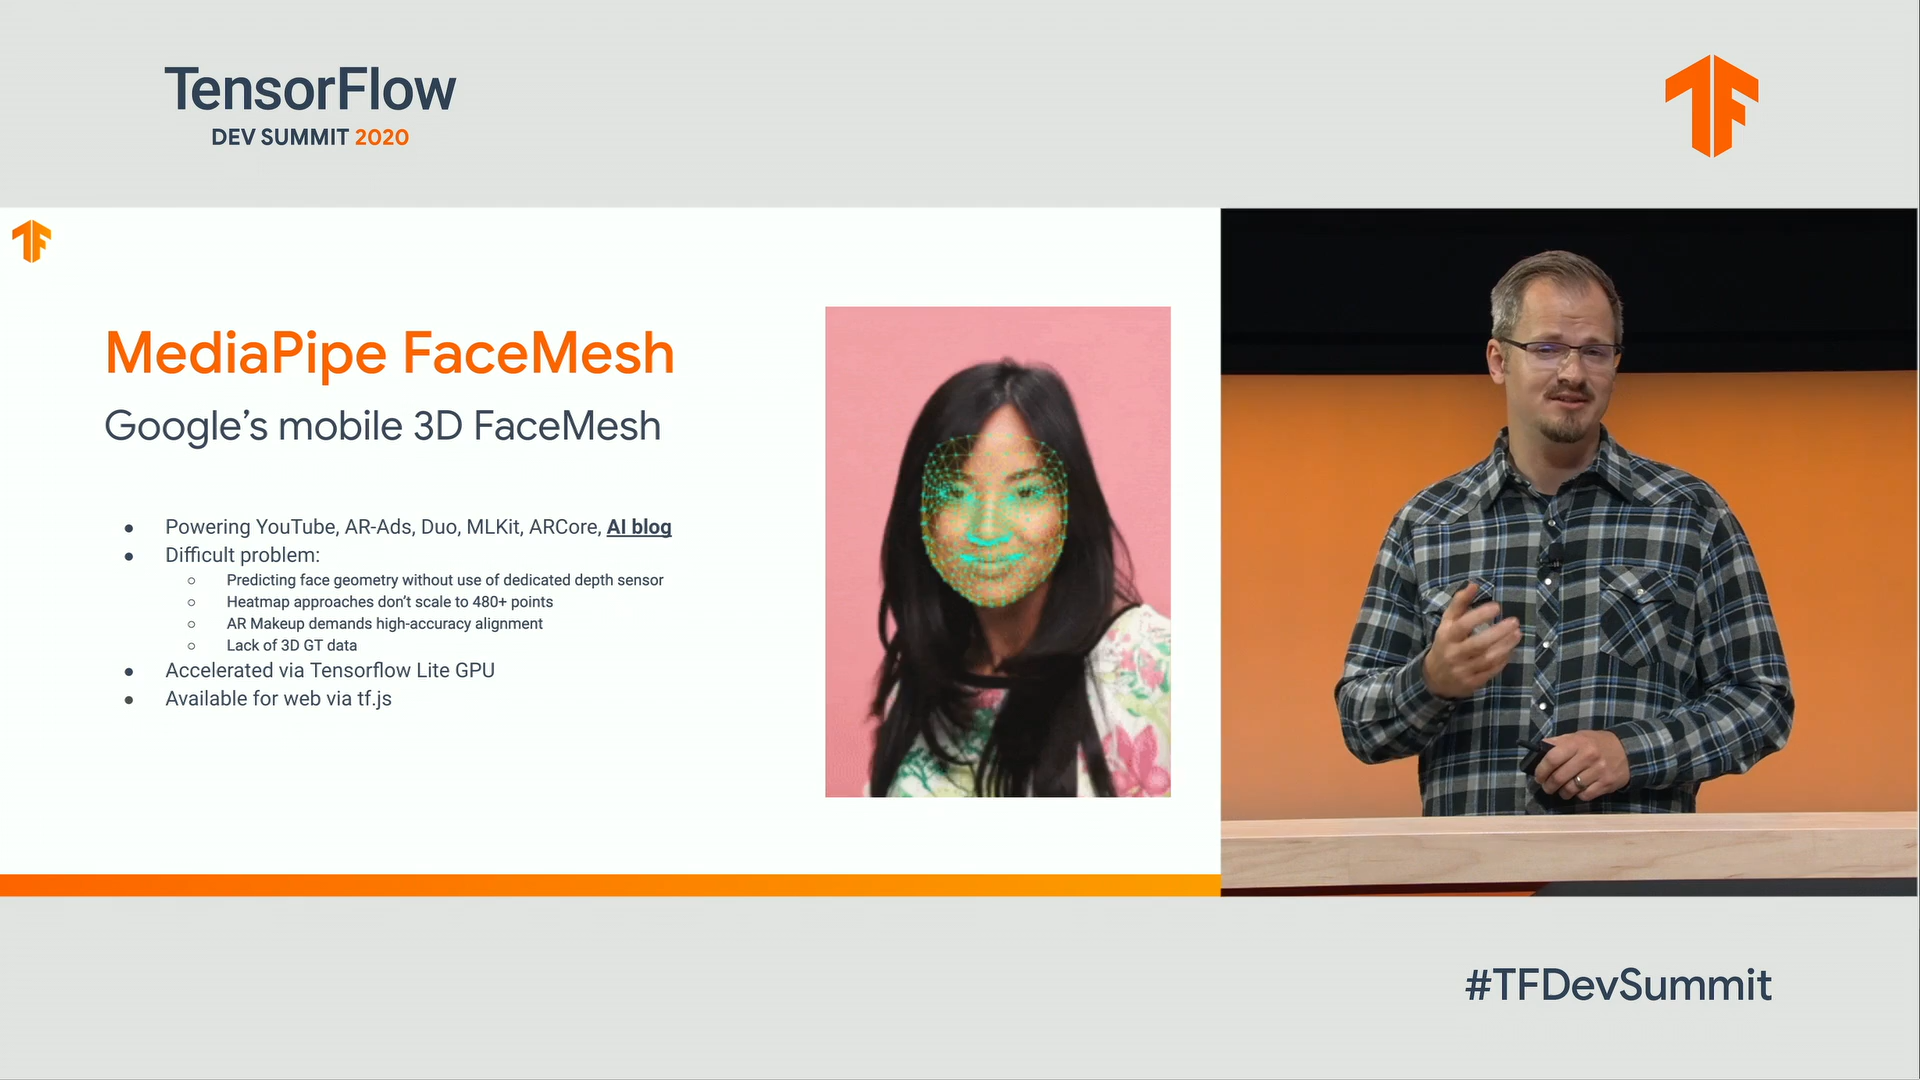 TensorFlow
DEV SUMMIT 2020
MediaPipe FaceMesh
Google's mobile 3D FaceMesh
● Powering YouTube, AR-Ads, Duo, MLKit, ARCore, AI blog
● Difficult problem:
○ Predicting face geometry without use of dedicated depth sensor
○ Heatmap approaches don't scale to 480+ points
○ AR Makeup demands high-accuracy alignment
○ Lack of 3D GT data
● Accelerated via Tensorflow Lite GPU
● Available for web via tf.js
#TFDevSummit